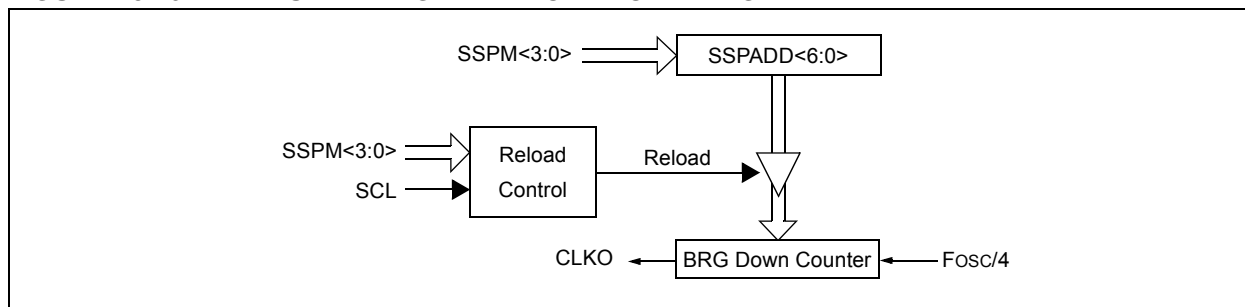 SSPM<3:0>
SSPADD<6:0>
SSPM<3:0>
SCL
Reload
Control
Reload
CLKO
BRG Down Counter
FOSC/4